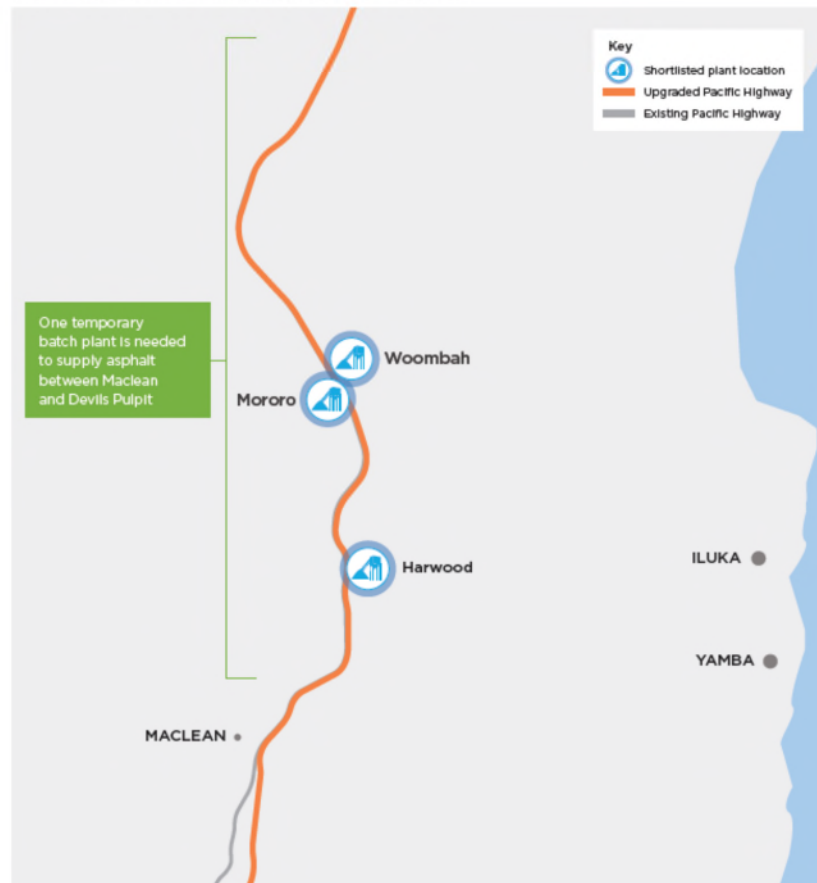 Key
Shortlisted plant location
Upgraded Pacific Highway
Existing Pacific Highway
One temporary
batch plant is needed
to supply asphalt
between Maclean
and Devils Pulpit
Woombah
Mororo
Harwood
ILUKA
YAMBA
MACLEAN